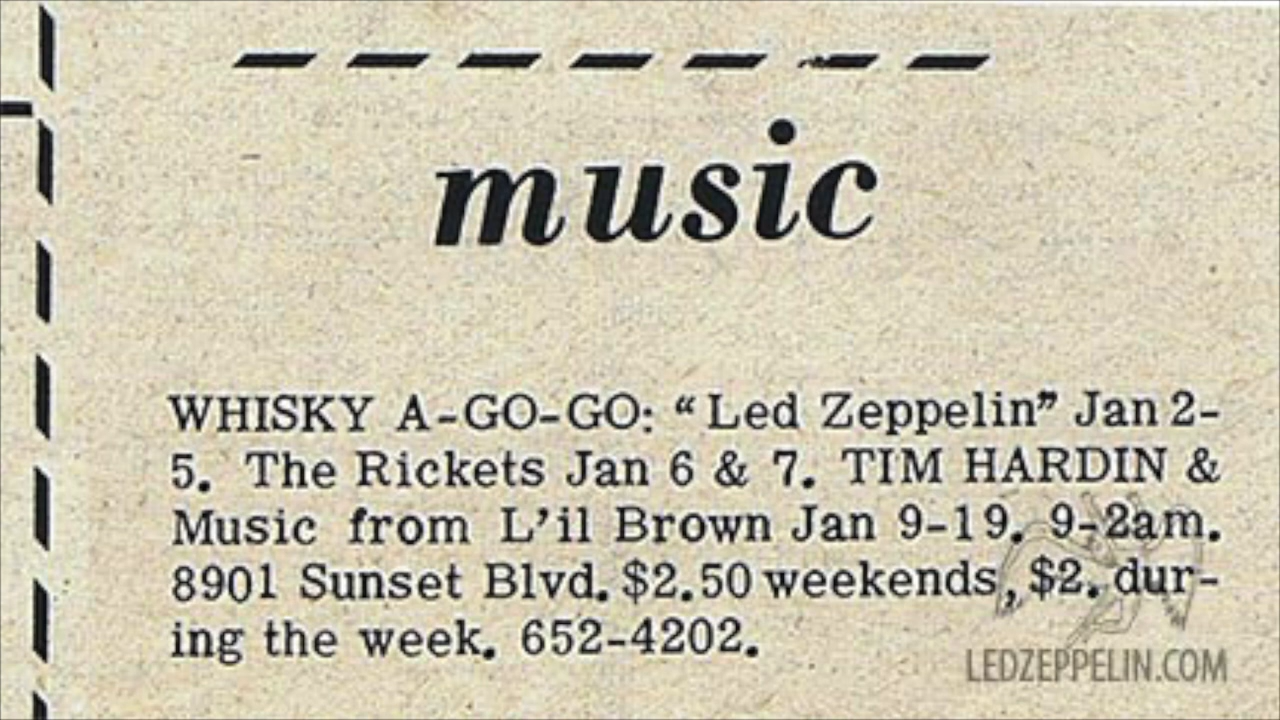 music
WHISKY A-GO-GO: “Led Zeppelin” Jan 2-
5. The Rickets Jan 6 & 7. TIM HARDIN &
Music from L’il Brown Jan 9-19. 9-2am.
8901 Sunset Blvd. $2.50 weekends, $2. dur-
ing the week. 652-4202.
LEDZEPPELIN.COM